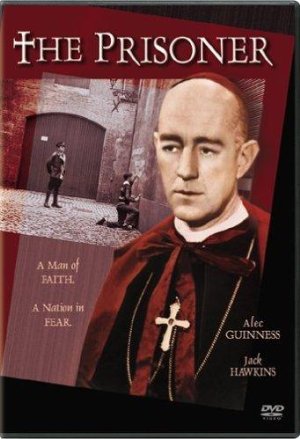 THE PRISONER
A Man of
FAITH.
A Nation in
FEAR.
Alec
GUINNESS
Jack
HAWKINS
DVD
VIDEO